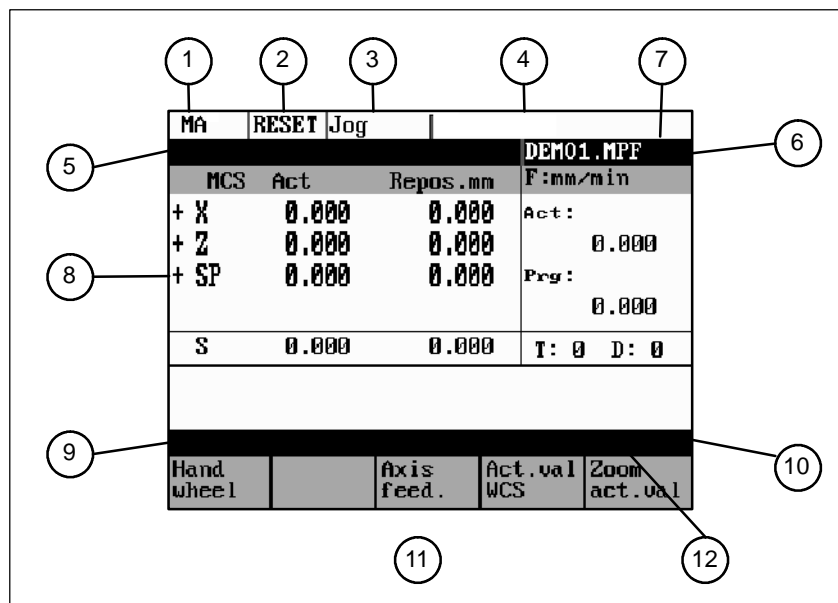 1 2 3 4 7
MA RESET Jog
DEMO1.MPF 6
5
MCS Act Repos.mm F:mm/min
+ X 0.000 0.000 Act:
+ Z 0.000 0.000 0.000
8 + SP 0.000 0.000 Prg:
0.000
S 0.000 0.000 T: 0 D: 0
9 10
Hand Axis Act.val Zoom
wheel feed. WCS act.val
11 12